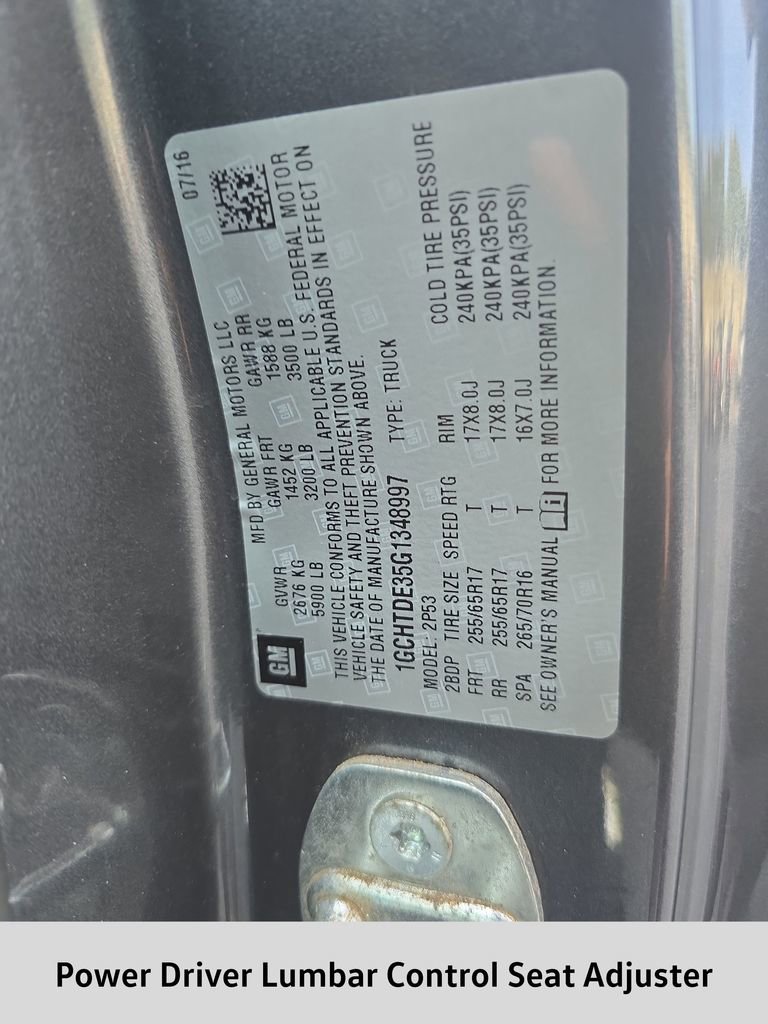 07/16
MFD BY GENERAL MOTORS LLC
GM
GVWR GAWR FRT GAWR RR
2676 KG 1452 KG 1588 KG
5900 LB 3200 LB 3500 LB
THIS VEHICLE CONFORMS TO ALL APPLICABLE U.S. FEDERAL MOTOR
VEHICLE SAFETY AND THEFT PREVENTION STANDARDS IN EFFECT ON
THE DATE OF MANUFACTURE SHOWN ABOVE.
1GCHTDE35G1348997 TYPE: TRUCK
MODEL: 2P53
2BDP TIRE SIZE SPEED RTG RIM COLD TIRE PRESSURE
FRT 255/65R17 T 17X8.0J 240KPA(35PSI)
RR 255/65R17 T 17X8.0J 240KPA(35PSI)
SPA 265/70R16 T 16X7.0J 240KPA(35PSI)
SEE OWNER'S MANUAL i FOR MORE INFORMATION.
Power Driver Lumbar Control Seat Adjuster